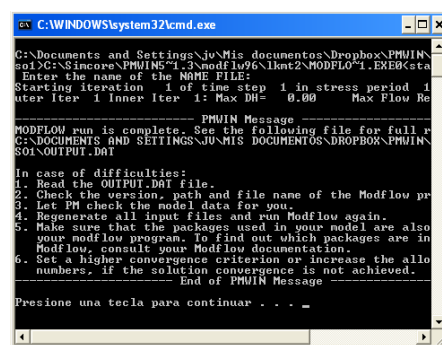 C:\WINDOWS\system32\cmd.exe
C:\Documents and Settings\jv\Mis documentos\Dropbox\PMWIN\
so1>C:\Simcore\PMWIN5~1.3\modflw96\lkmt2\MODFLO~1.EXE0<sta
Enter the name of the NAME FILE:
Starting iteration 1 of time step 1 in stress period 1
uter Iter 1 Inner Iter 1: Max DH= 0.00 Max Flow Re
-------------------------- PMWIN Message --------------------------
MODFLOW run is complete. See the following file for full r
C:\DOCUMENTS AND SETTINGS\JV\MIS DOCUMENTOS\DROPBOX\PMWIN\
SO1\OUTPUT.DAT
In case of difficulties:
1. Read the OUTPUT.DAT file.
2. Check the version, path and file name of the Modflow pr
3. Let PM check the model data for you.
4. Regenerate all input files and run Modflow again.
5. Make sure that the packages used in your model are also
your modflow program. To find out which packages are in
Modflow, consult your Modflow documentation.
6. Set a higher convergence criterion or increase the allo
numbers, if the solution convergence is not achieved.
--------------------- End of PMWIN Message ---------------------
Presione una tecla para continuar . . . _